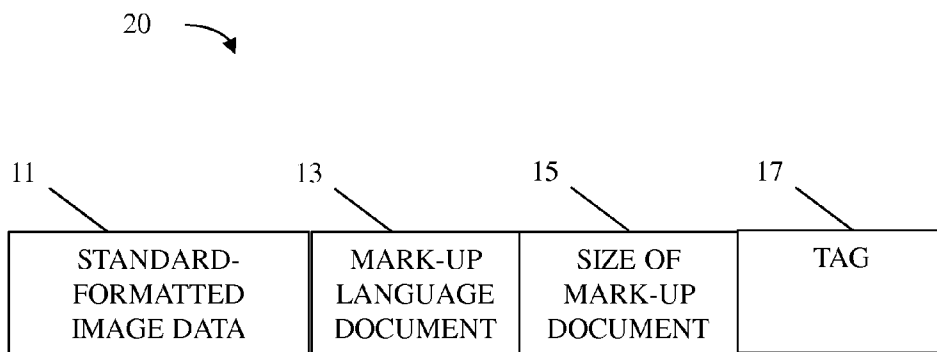 20
11
13
15
17
STANDARD-
FORMATTED
IMAGE DATA
MARK-UP
LANGUAGE
DOCUMENT
SIZE OF
MARK-UP
DOCUMENT
TAG